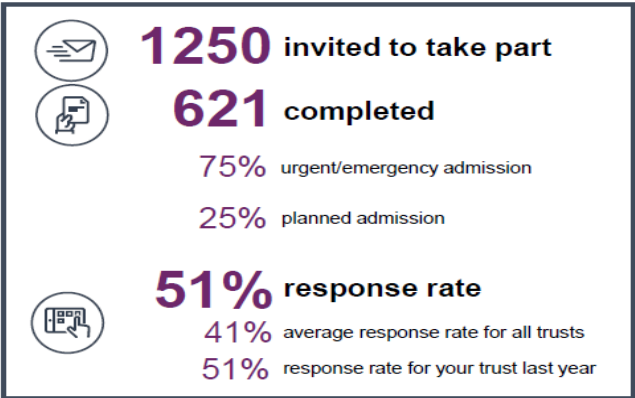 1250 invited to take part
621 completed
75% urgent/emergency admission
25% planned admission
51% response rate
41% average response rate for all trusts
51% response rate for your trust last year